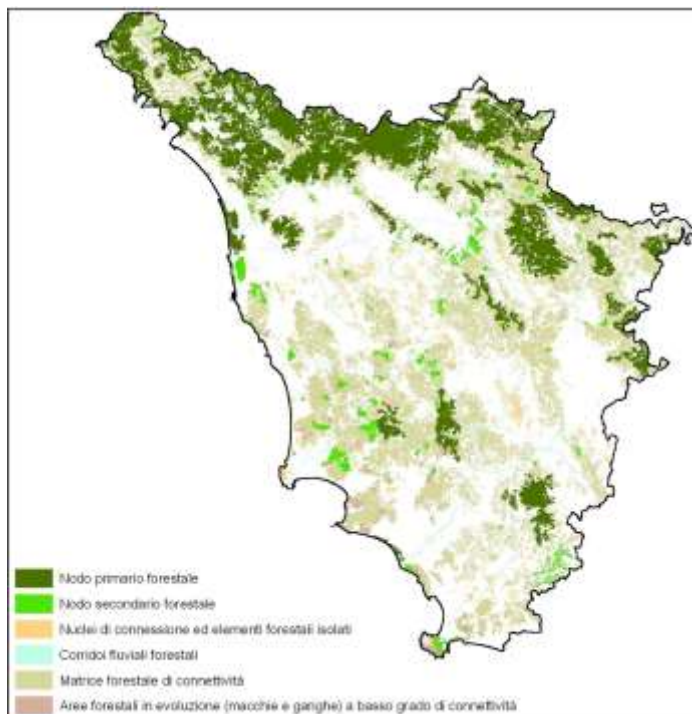 Nodo primario forestale
Nodo secondario forestale
Nuclei di connessione ed elementi forestali isolati
Corridoi fluviali forestali
Matrice forestale di connettività
Aree forestali in evoluzione (macchie e ganghe) a basso grado di connettività